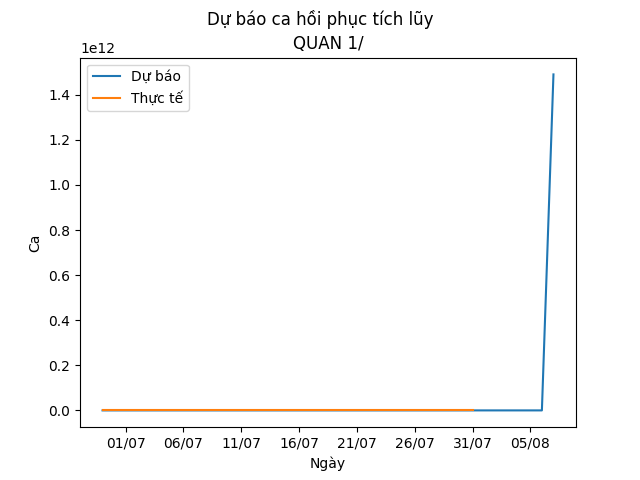 Dự báo ca hồi phục tích lũy
QUAN 1/
1e12
Dự báo
Thực tế
1.4
1.2
1.0
0.8
0.6
0.4
0.2
0.0
Ca
01/07 06/07 11/07 16/07 21/07 26/07 31/07 05/08
Ngày